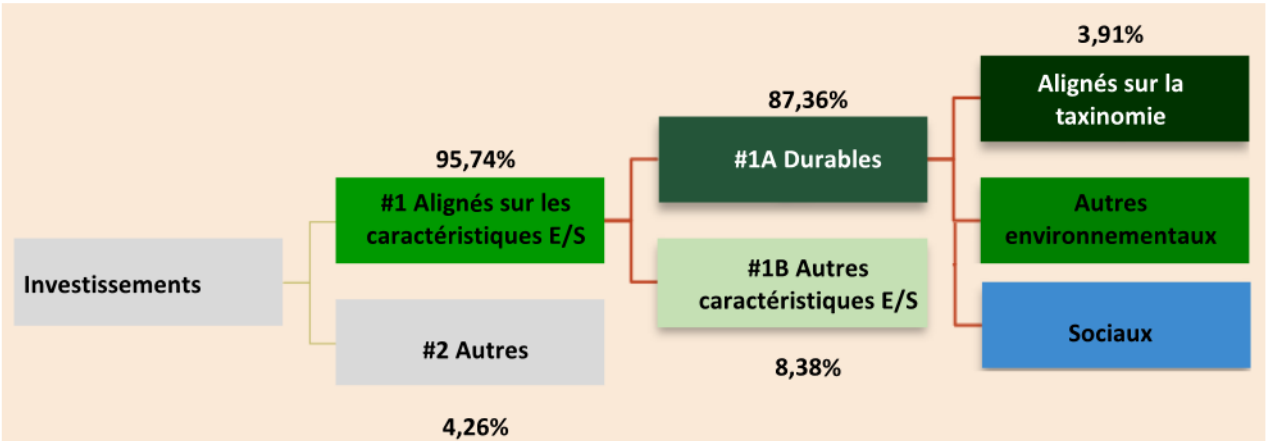 3,91%
Alignés sur la
taxinomie
87,36%
#1A Durables
95,74%
#1 Alignés sur les
caractéristiques E/S
Autres
environnementaux
Investissements
#1B Autres
caractéristiques E/S
#2 Autres
Sociaux
8,38%
4,26%